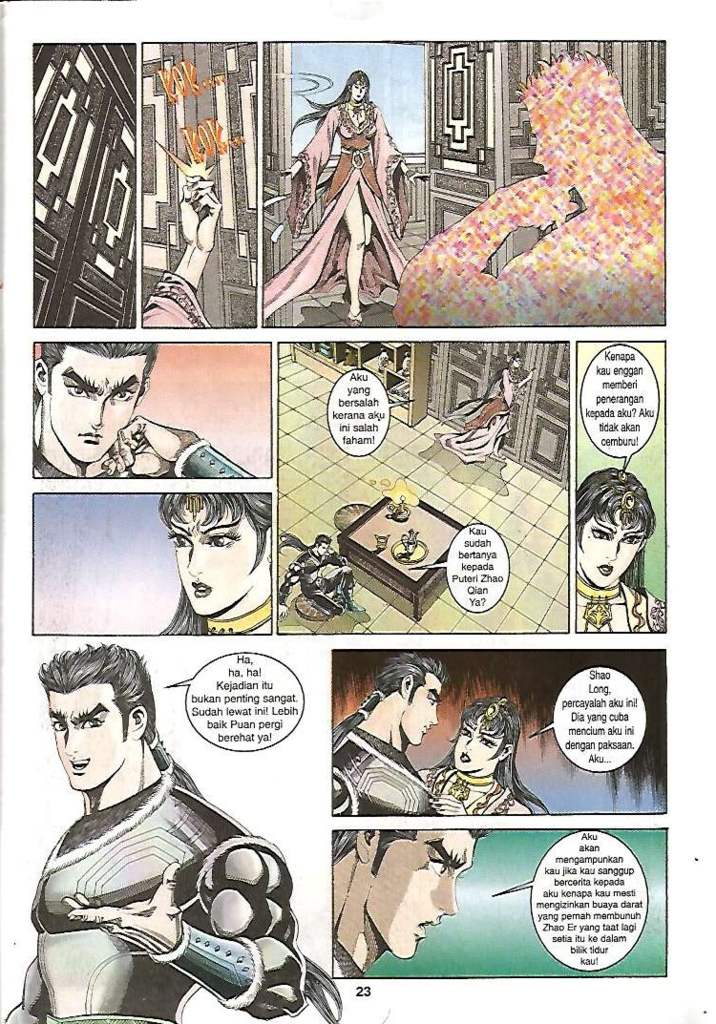 KOK...
KOK...
Aku
yang
bersalah
kerana aku
ini salah
faham!
Kau
sudah
bertanya
kepada
Puteri Zhao
Qian
Ya?
Kenapa
kau enggan
memberi
penerangan
kepada aku? Aku
tidak akan
cemburu!
Ha,
ha, ha!
Kejadian itu
bukan penting sangat.
Sudah lewat ini! Lebih
baik Puan pergi
berehat ya!
Shao
Long,
percayalah aku ini!
Dia yang cuba
mencium aku ini
dengan paksaan.
Aku...
Aku
akan
mengampunkan
kau jika kau sanggup
bercerita kepada
aku kenapa kau mesti
mengizinkan buaya darat
yang pernah membunuh
Zhao Er yang taat lagi
setia itu ke dalam
bilik tidur
kau!
23